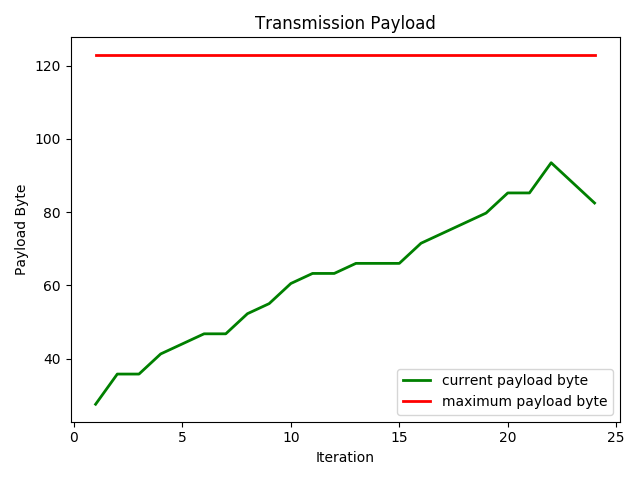 Transmission Payload
120
100
80
60
40
Payload Byte
0
5
10
15
20
25
Iteration
current payload byte
maximum payload byte